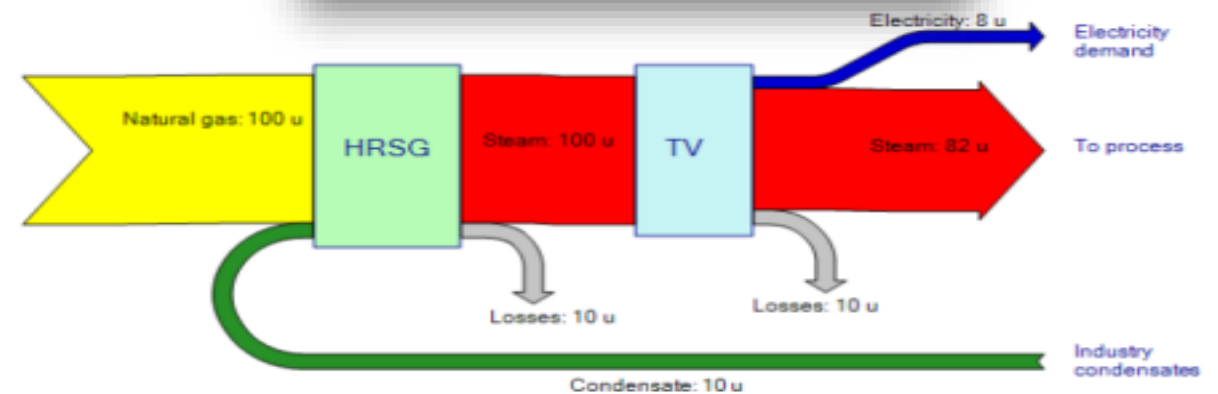 Electricity: 8 u
Electricity
demand
Natural gas: 100 u
HRSG
Steam: 100 u
TV
Steam: 82 u
To process
Losses: 10 u
Losses: 10 u
Industry
condensates
Condensate: 10 u